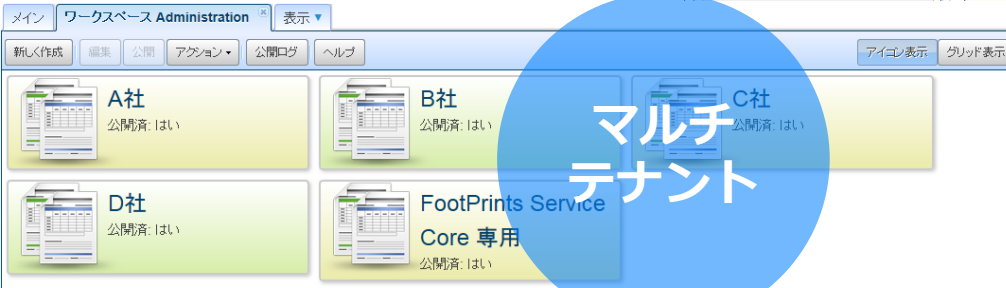 メイン ワークスペース Administration 表示
新しく作成 編集 公開 アクション 公開ログ ヘルプ アイコン表示 グリッド表示
A社
公開済: はい
B社
公開済: はい
C社
公開済: はい
マルチ
テナント
D社
公開済: はい
FootPrints Service
Core 専用
公開済: はい